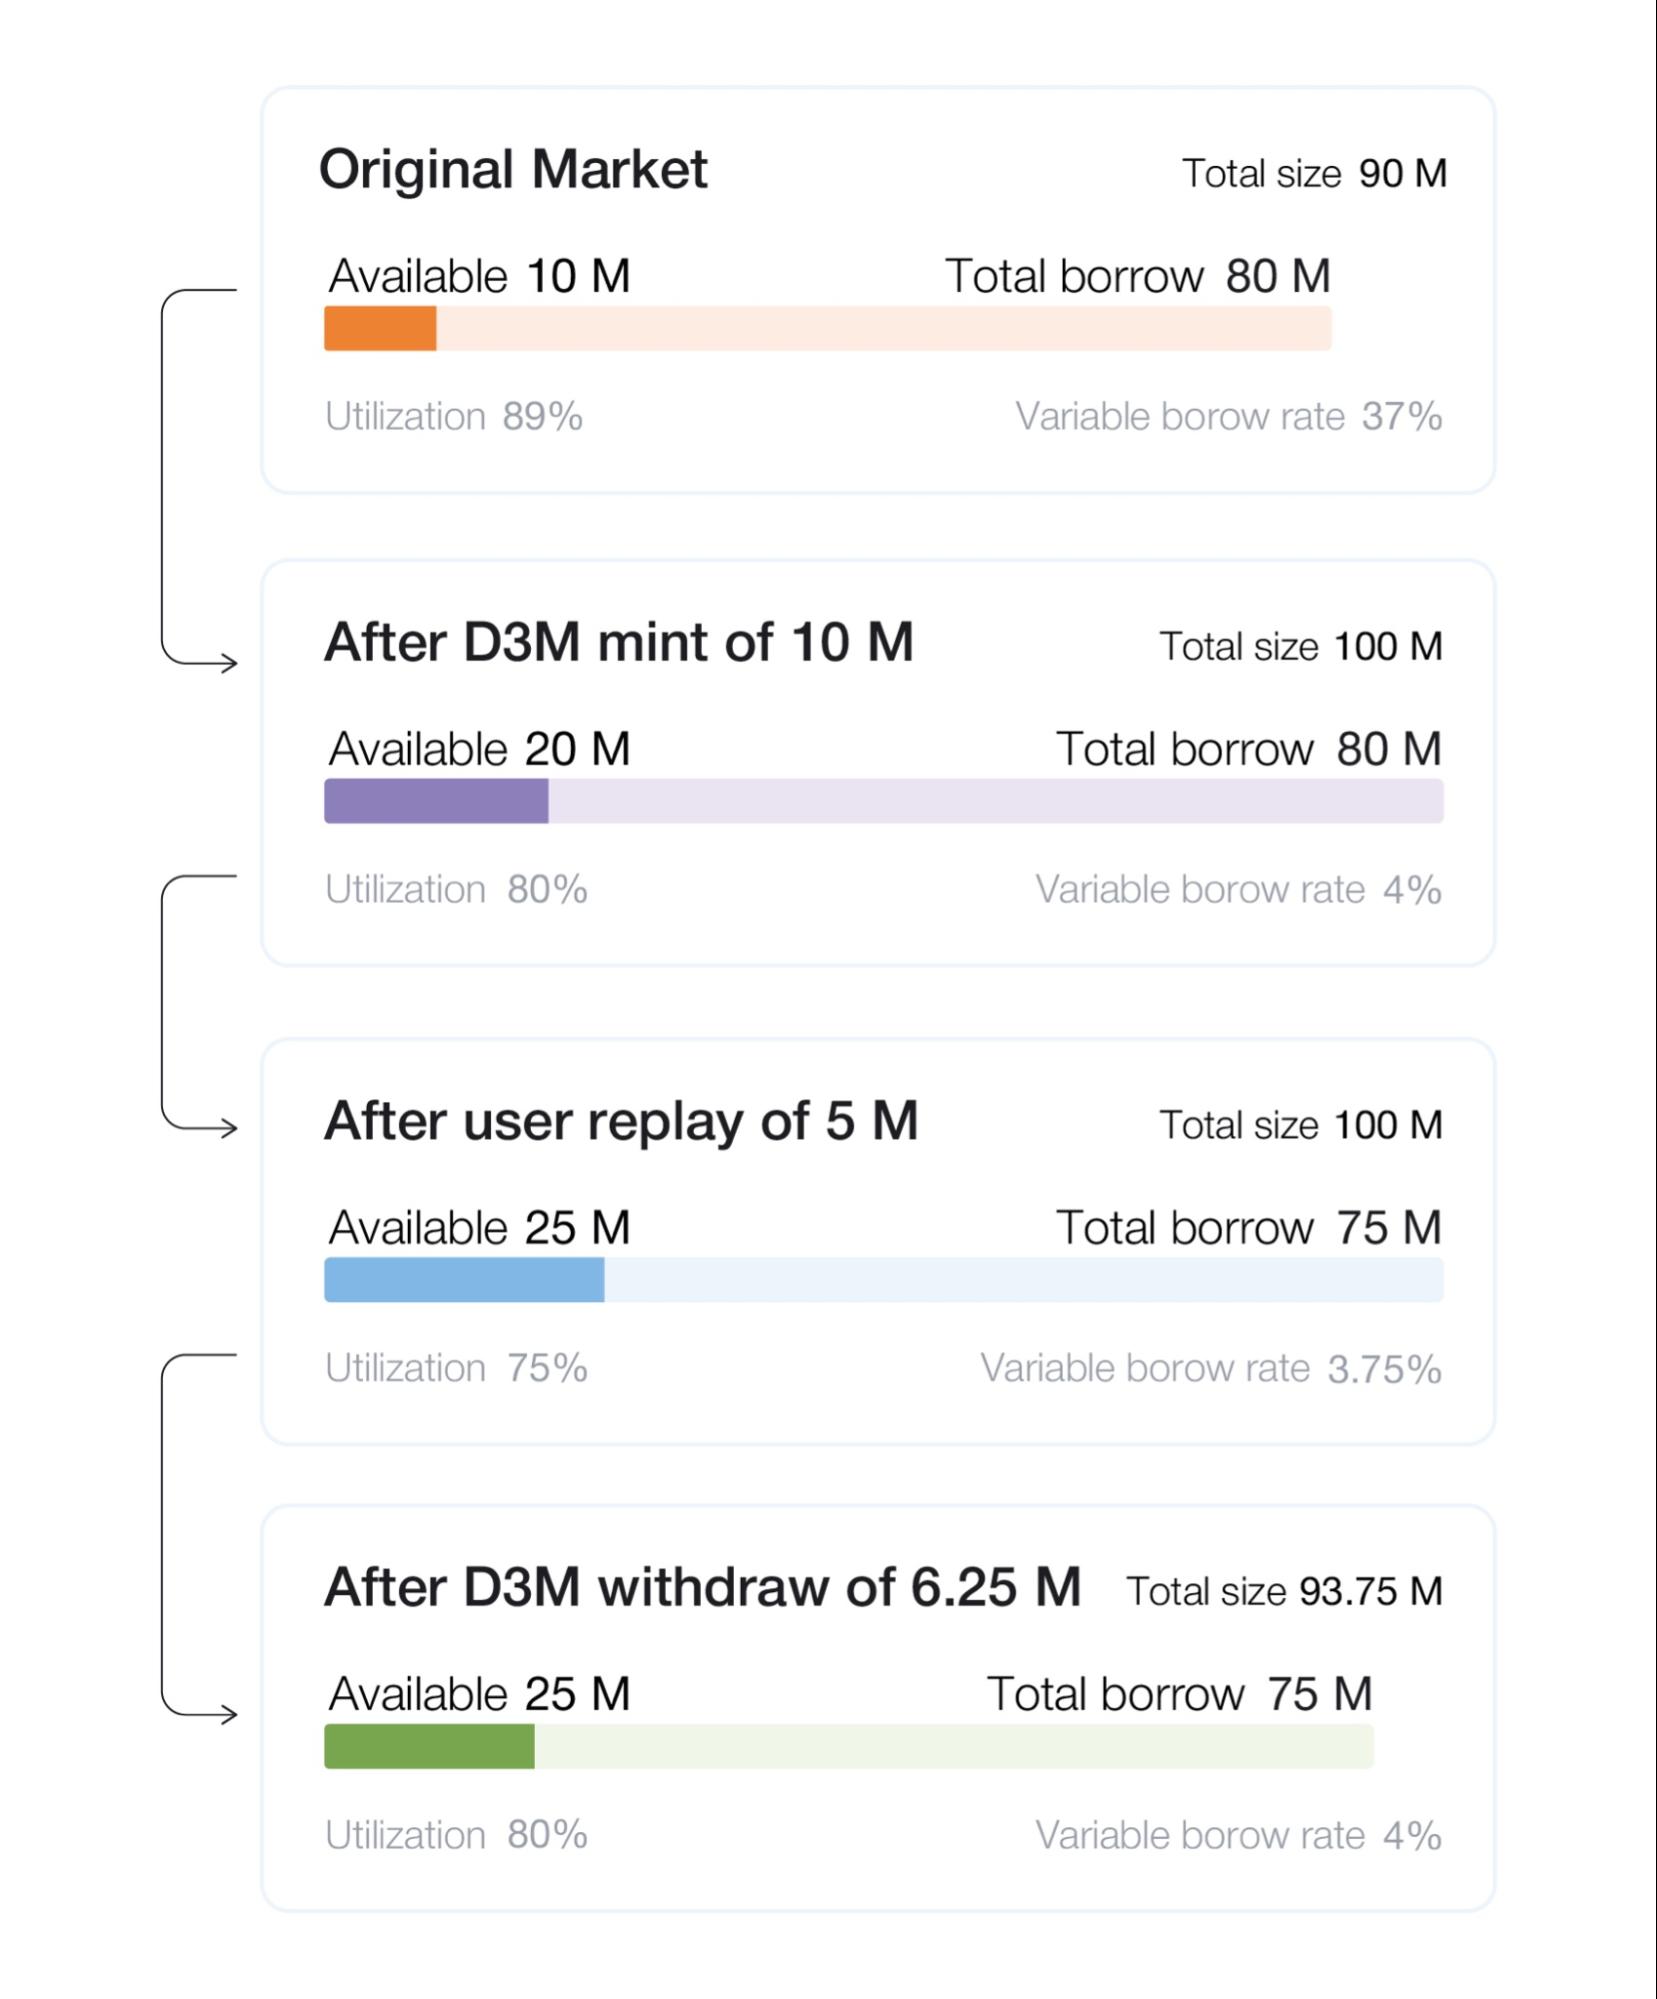 Original Market Total size 90 M
Available 10 M Total borrow 80 M
Utilization 89% Variable borow rate 37%
After D3M mint of 10 M Total size 100 M
Available 20 M Total borrow 80 M
Utilization 80% Variable borow rate 4%
After user replay of 5 M Total size 100 M
Available 25 M Total borrow 75 M
Utilization 75% Variable borow rate 3.75%
After D3M withdraw of 6.25 M Total size 93.75 M
Available 25 M Total borrow 75 M
Utilization 80% Variable borow rate 4%